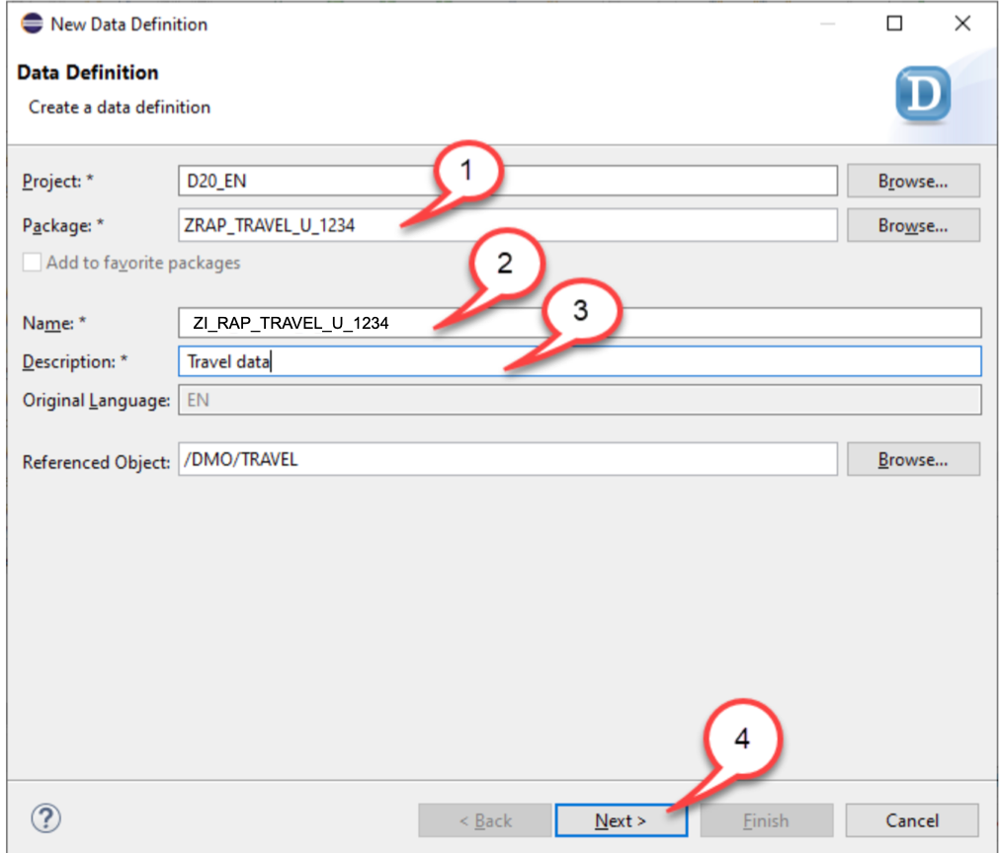 New Data Definition
Data Definition
Create a data definition
D
1
Project: * D20_EN Browse...
Package: * ZRAP_TRAVEL_U_1234 Browse...
Add to favorite packages
2
3
Name: * ZI_RAP_TRAVEL_U_1234
Description: * Travel data
Original Language: EN
Referenced Object: /DMO/TRAVEL Browse...
4
? < Back Next > Finish Cancel